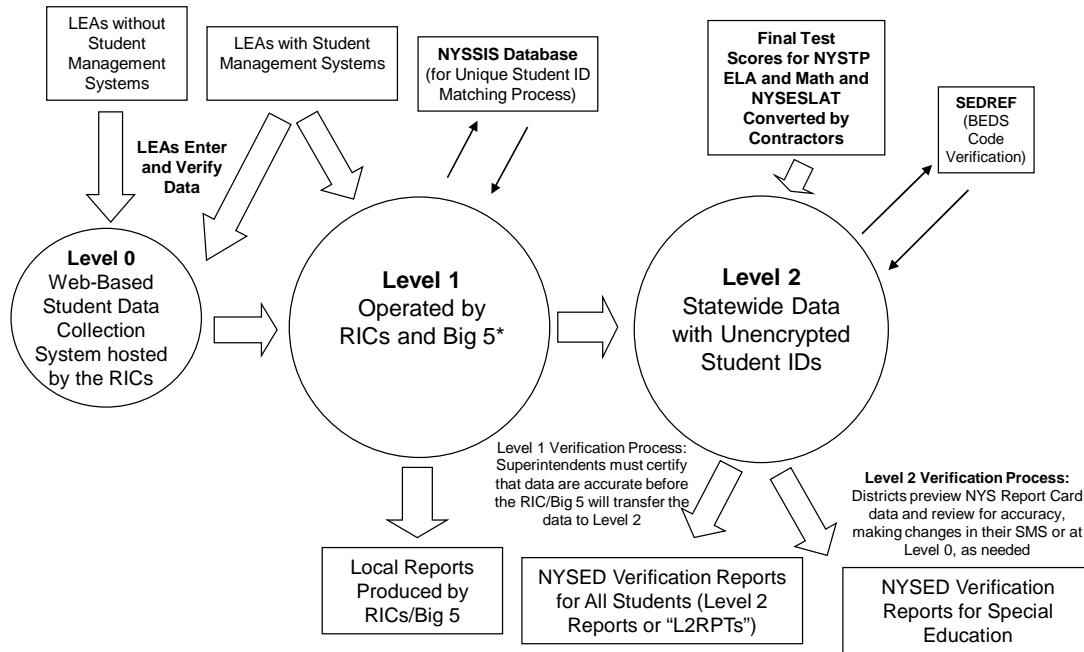 LEAs without
Student
Management
Systems
LEAs with Student
Management Systems
NYSSIS Database
(for Unique Student ID
Matching Process)
Final Test
Scores for NYSTP
ELA and Math and
NYSESLAT
Converted by
Contractors
SEDREF
(BEDS
Code
Verification)
LEAs Enter
and Verify
Data
Level 0
Web-Based
Student Data
Collection
System hosted
by the RICs
Level 1
Operated by
RICs and Big 5*
Level 2
Statewide Data
with Unencrypted
Student IDs
Level 1 Verification Process:
Superintendents must certify
that data are accurate before
the RIC/Big 5 will transfer the
data to Level 2
Level 2 Verification Process:
Districts preview NYS Report Card
data and review for accuracy,
making changes in their SMS or at
Level 0, as needed
Local Reports
Produced by
RICs/Big 5
NYSED Verification Reports
for All Students (Level 2
Reports or “L2RPTs”)
NYSED Verification
Reports for Special
Education